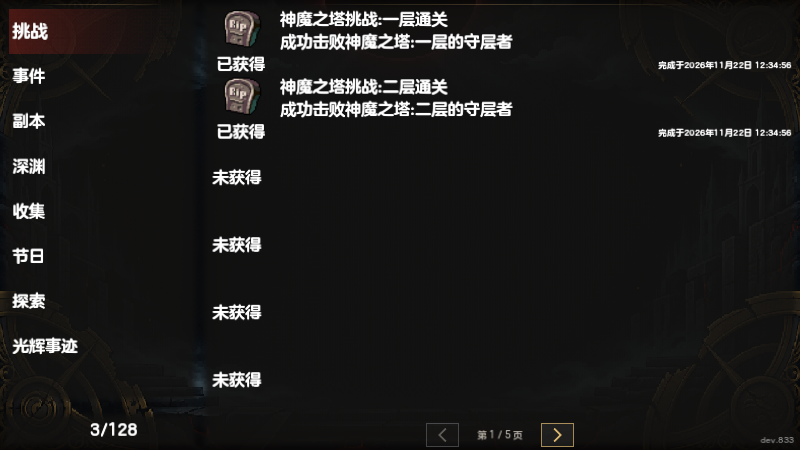 挑战
事件
副本
深渊
收集
节日
探索
光辉事迹
3/128
RIP
神魔之塔挑战:一层通关
成功击败神魔之塔:一层的守层者
已获得
完成于2026年11月22日 12:34:56
RIP
神魔之塔挑战:二层通关
成功击败神魔之塔:二层的守层者
已获得
完成于2026年11月22日 12:34:56
未获得
未获得
未获得
未获得
第1/5页
dev.833